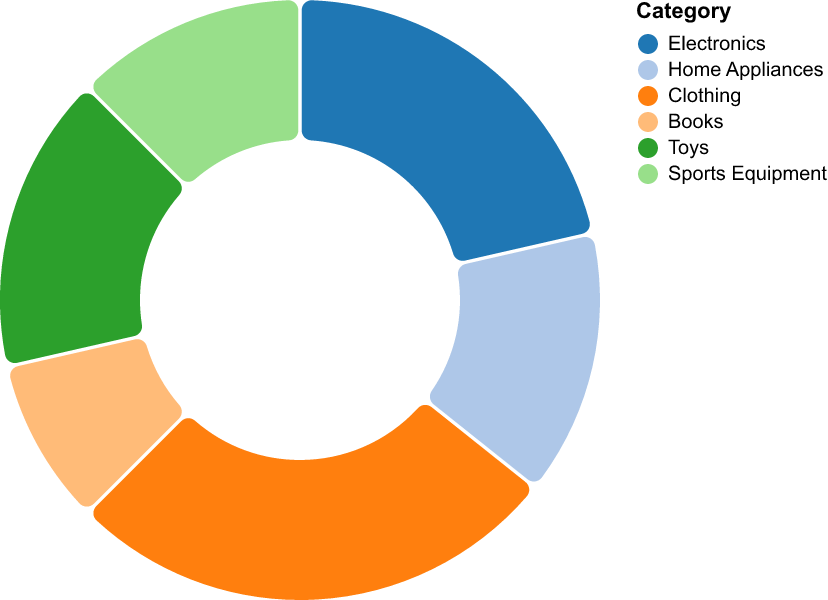 Category
Electronics
Home Appliances
Clothing
Books
Toys
Sports Equipment